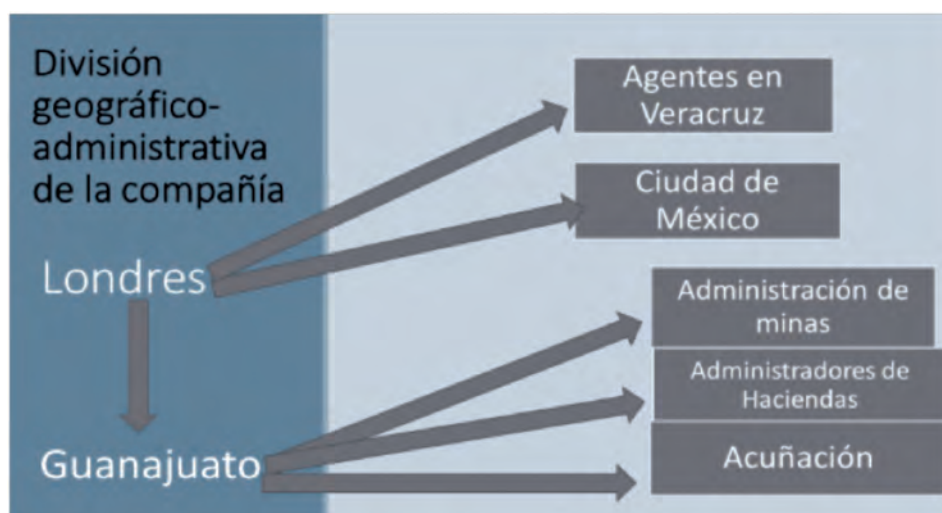 División
geográfico-
administrativa
de la compañía
Londres
Guanajuato
Agentes en
Veracruz
Ciudad de
México
Administración de
minas
Administradores de
Haciendas
Acuñación